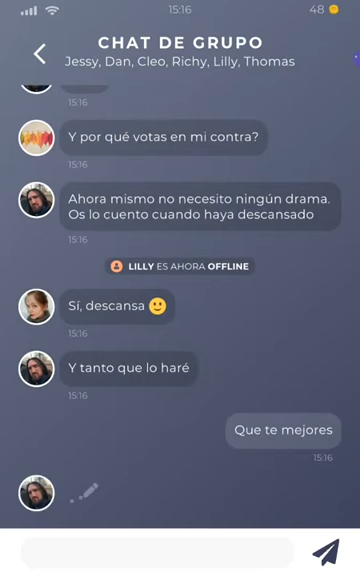 15:16
48
CHAT DE GRUPO
Jessy, Dan, Cleo, Richy, Lilly, Thomas
15:16
Y por qué votas en mi contra?
15:16
Ahora mismo no necesito ningún drama.
Os lo cuento cuando haya descansado
15:16
LILLY ES AHORA OFFLINE
Sí, descansa 🙂
15:16
Y tanto que lo haré
15:16
Que te mejores
15:16